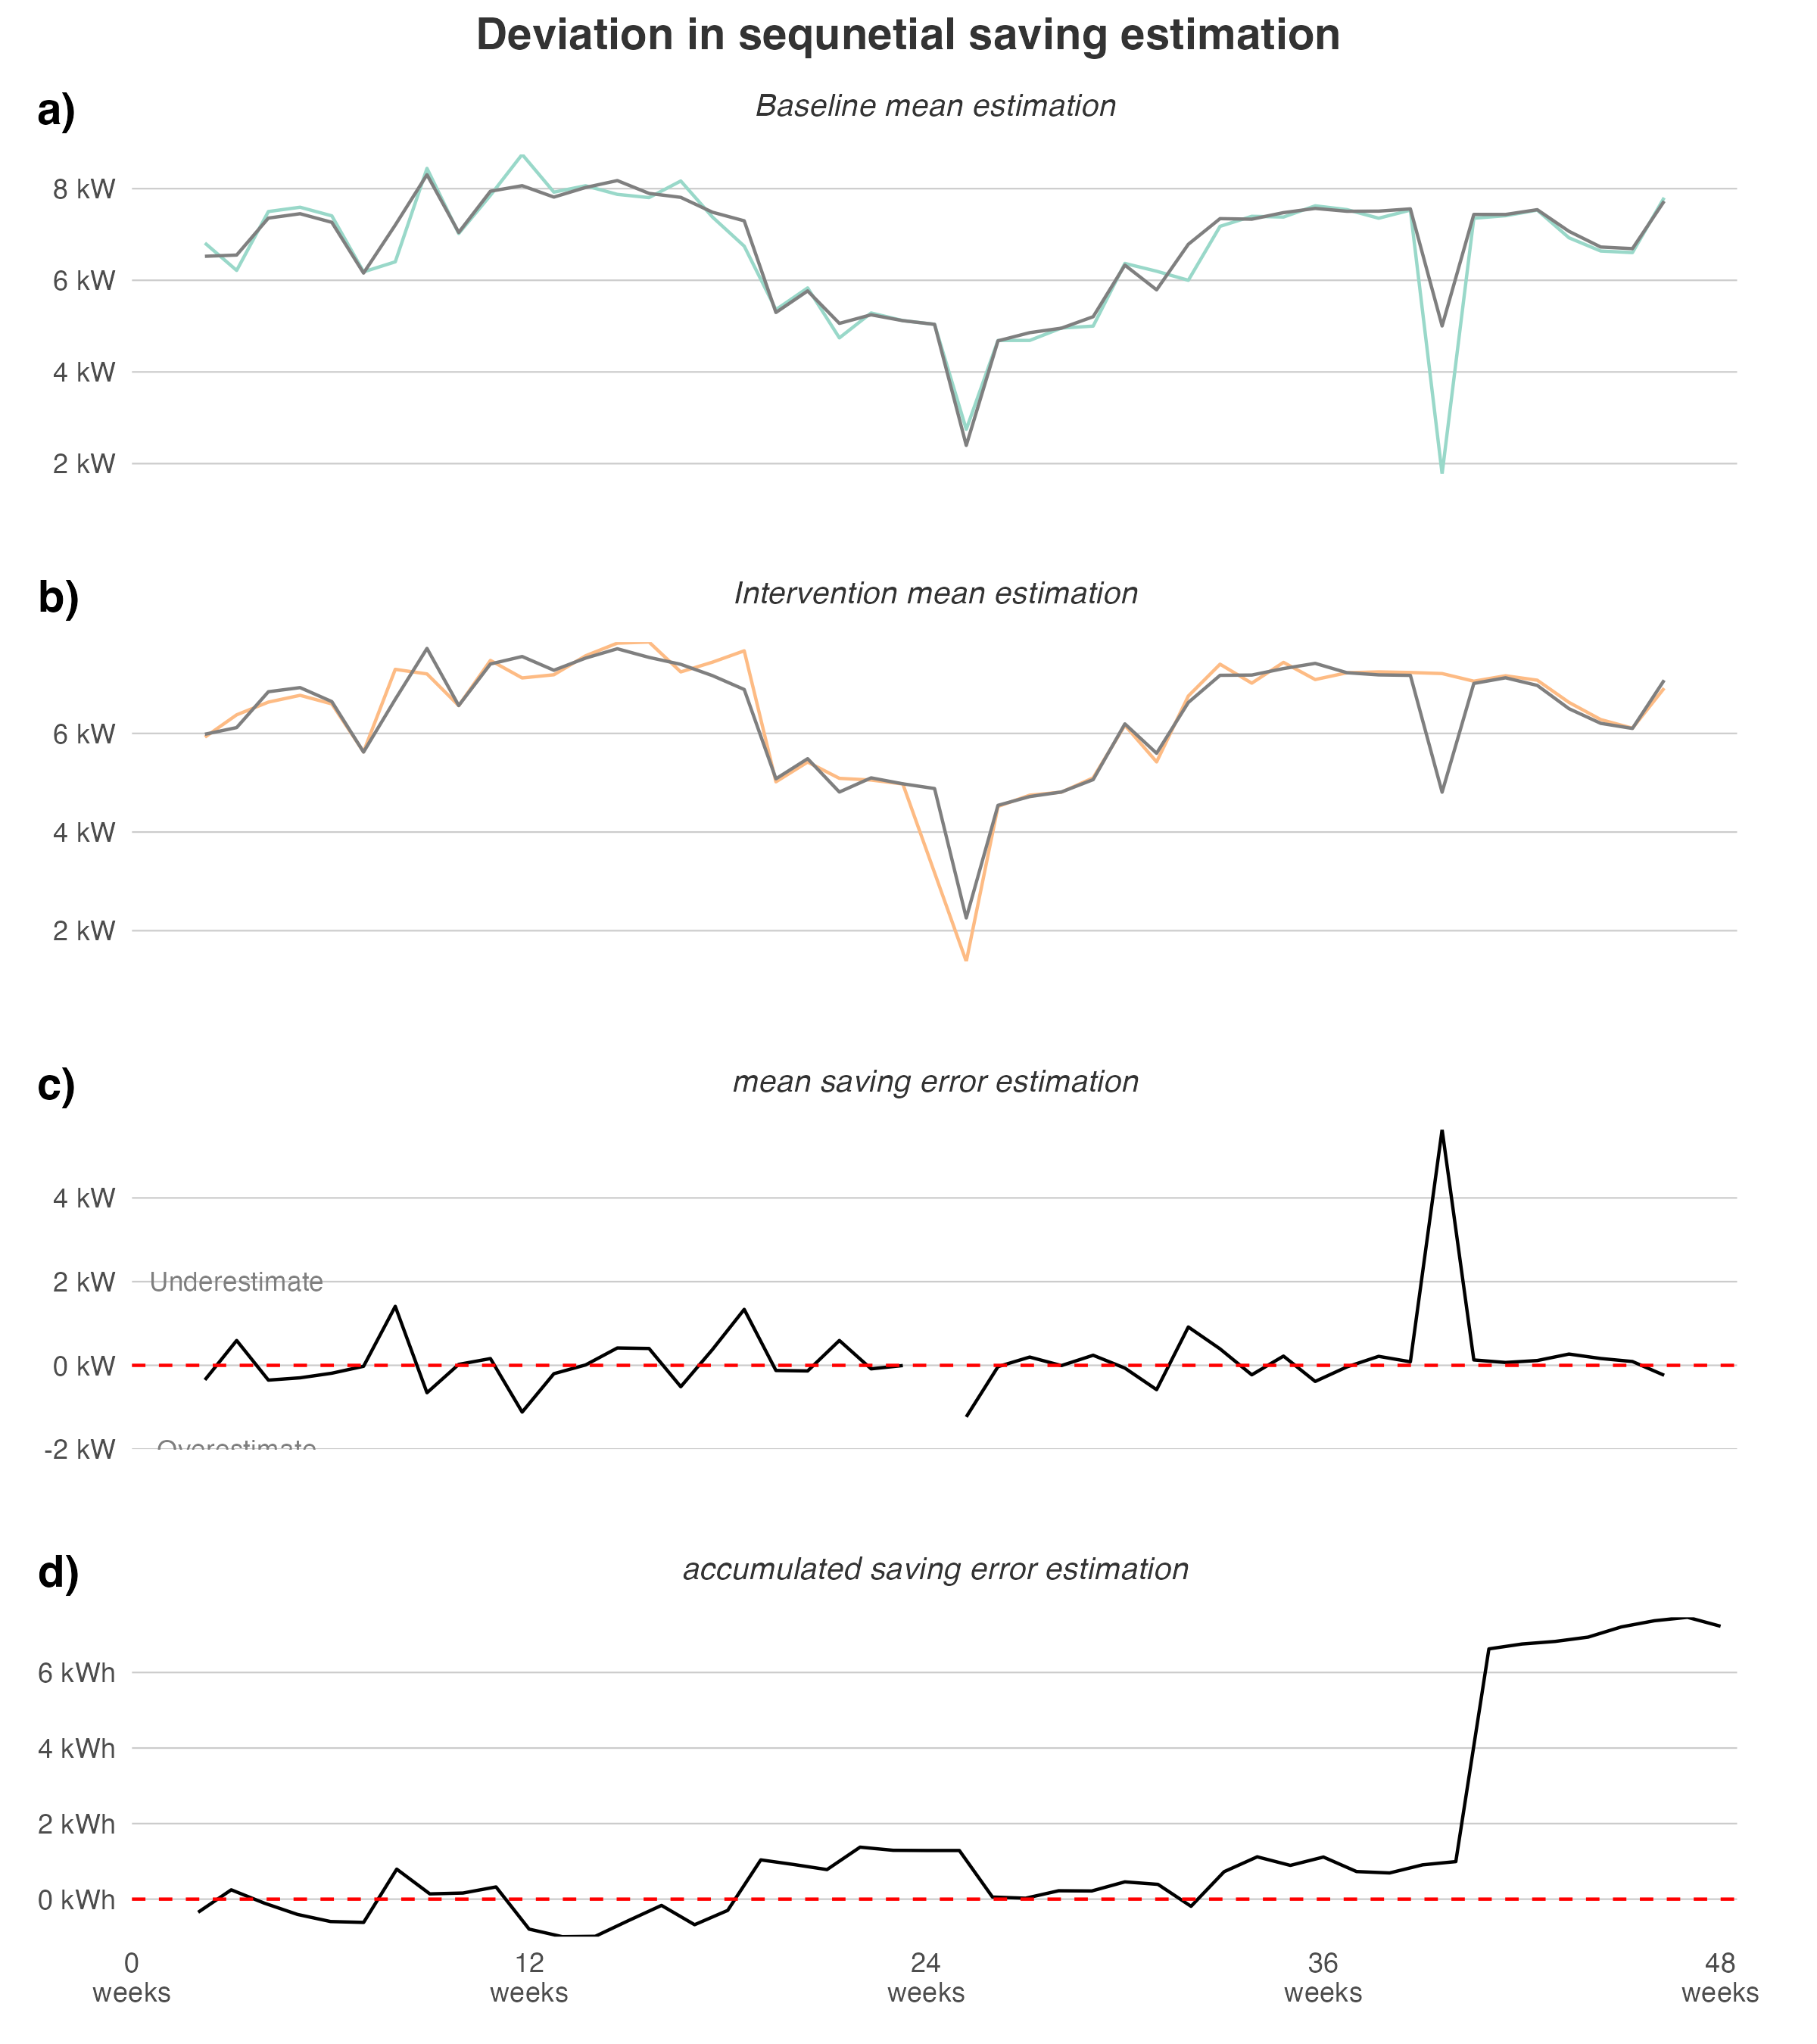 Deviation in sequnetial saving estimation
a)
Baseline mean estimation
8 kW
6 kW
4 kW
2 kW
b)
Intervention mean estimation
6 kW
4 kW
2 kW
c)
mean saving error estimation
4 kW
2 kW
Underestimate
0 kW
-2 kW
Overestimate
d)
accumulated saving error estimation
6 kWh
4 kWh
2 kWh
0 kWh
0 12 24 36 48
weeks weeks weeks weeks weeks